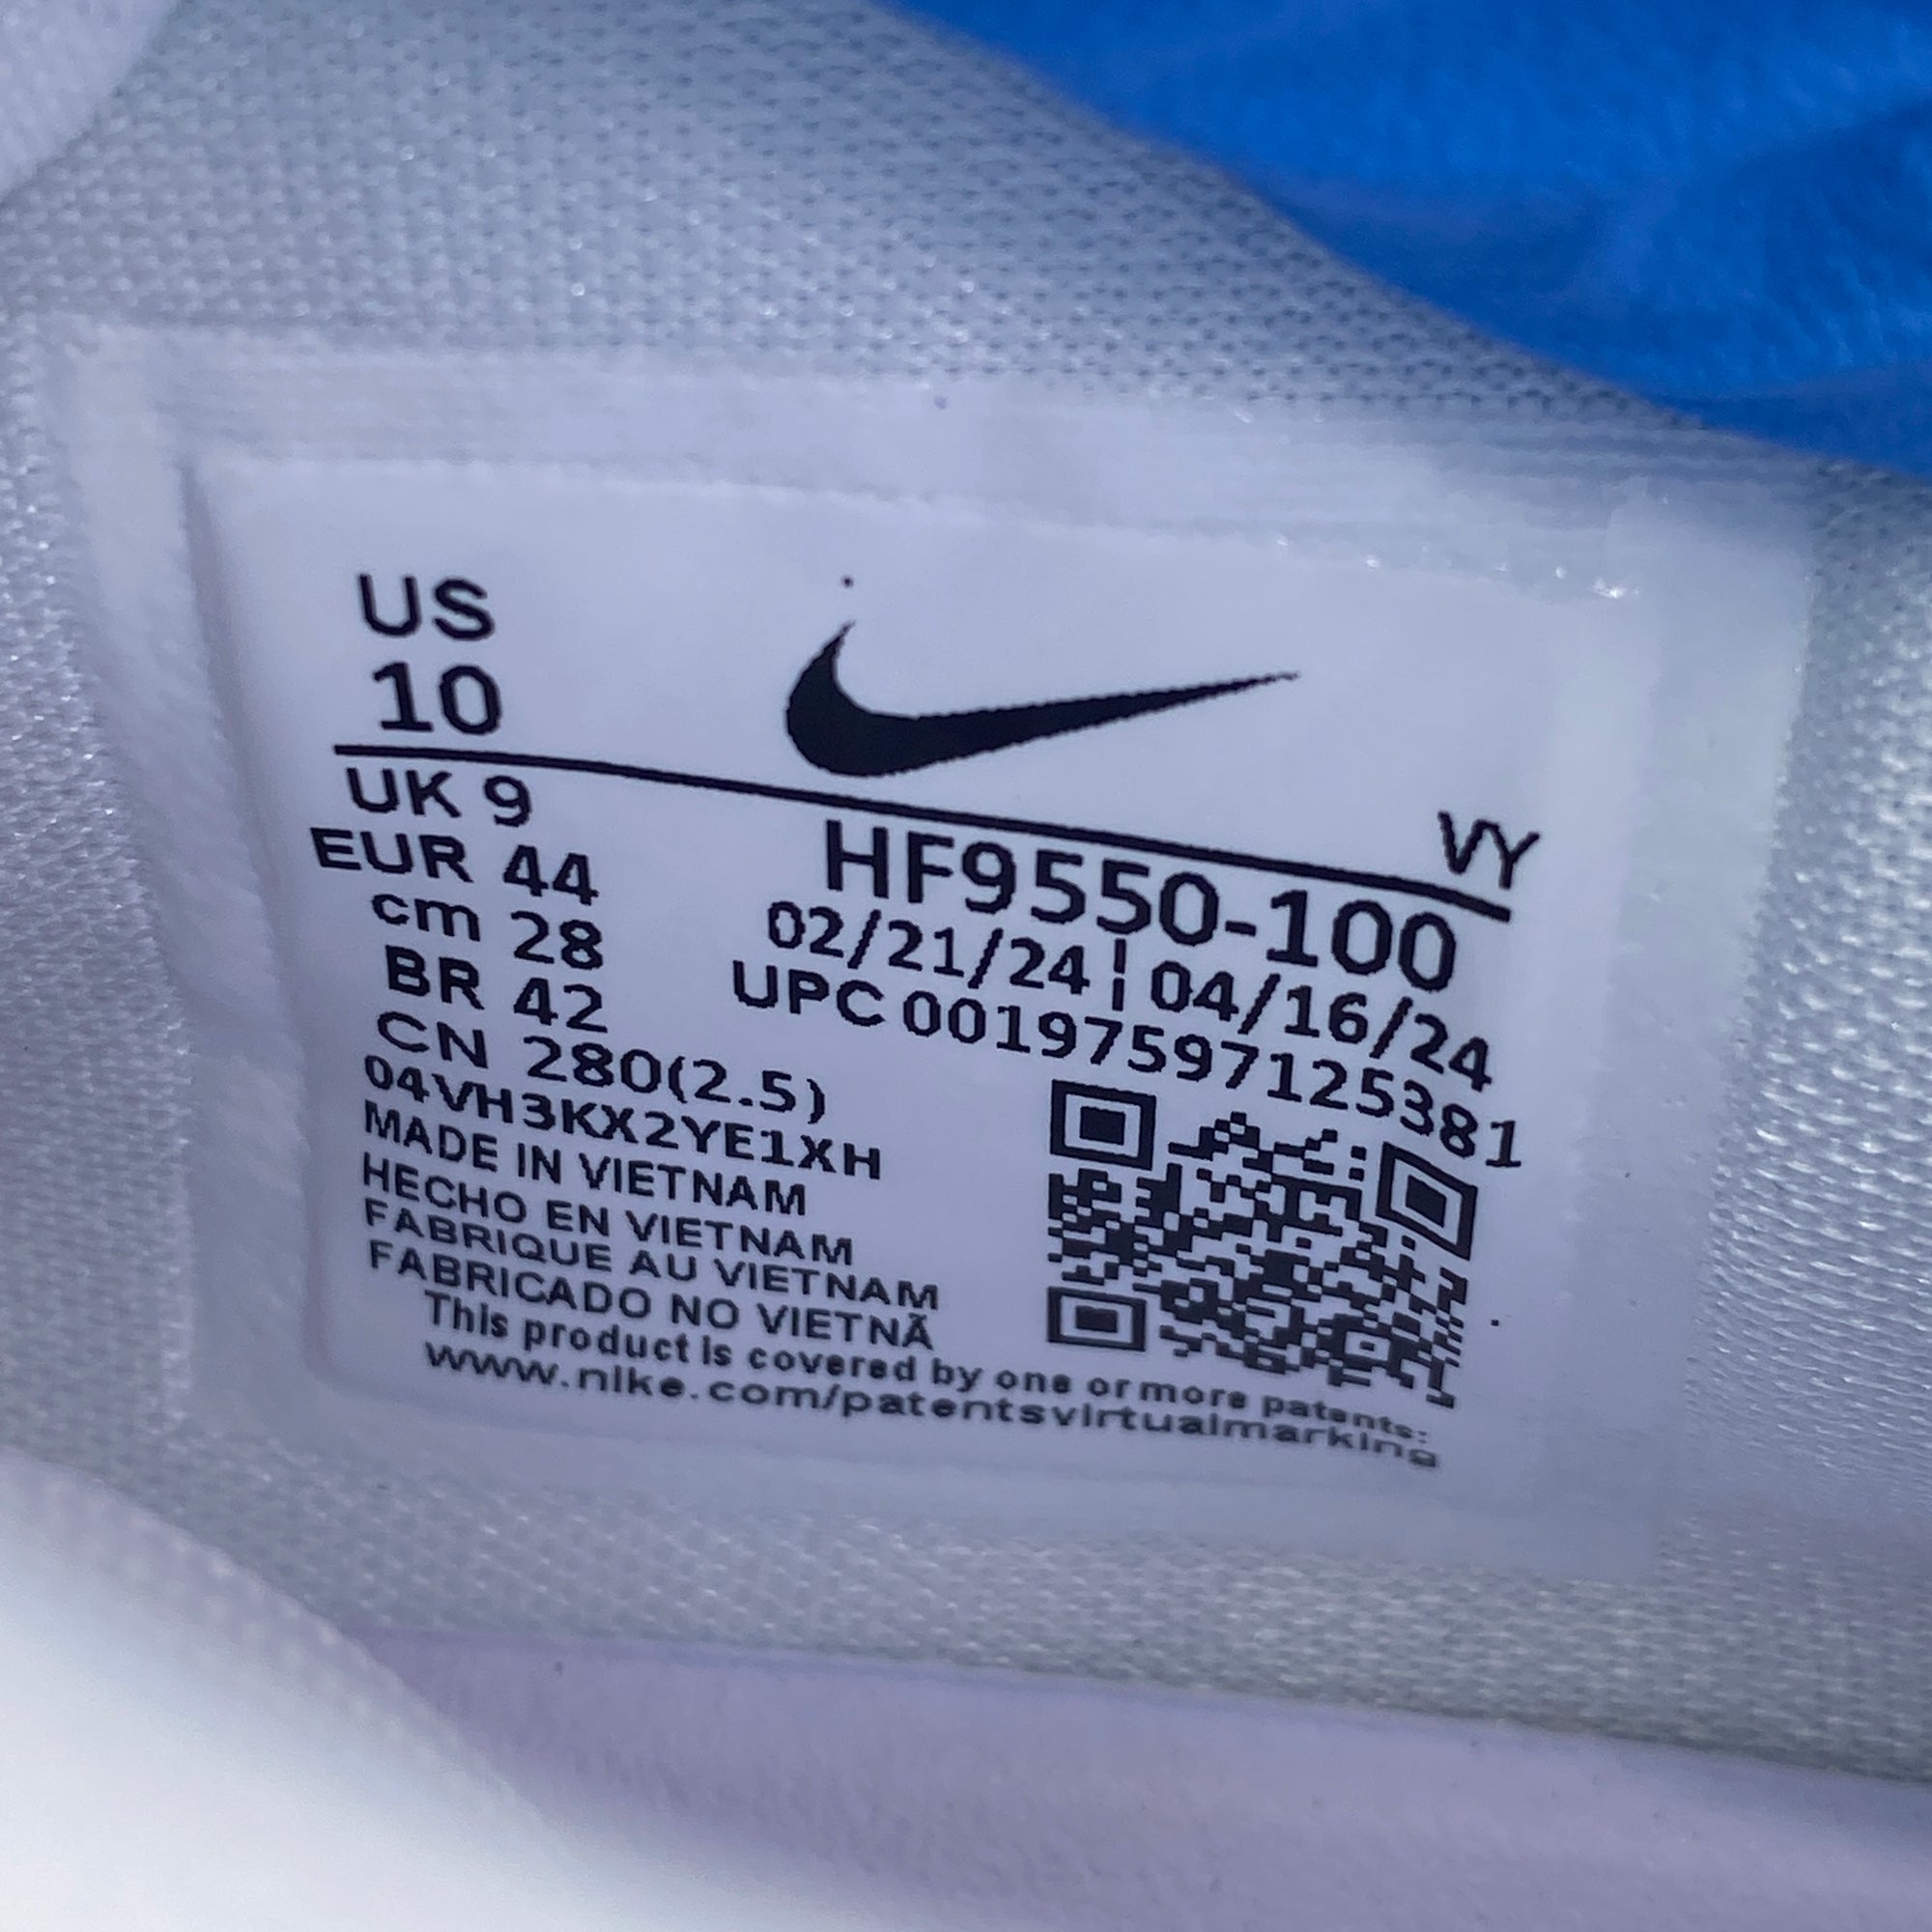 US
10
VY
UK 9
EUR 44
cm 28
BR 42
CN 280(2.5)
HF9550-100
02/21/24 ¦ 04/16/24
UPC 00197597125381
04VH3KX2YE1XH
MADE IN VIETNAM
HECHO EN VIETNAM
FABRIQUE AU VIETNAM
FABRICADO NO VIETNÃ
This product is covered by one or more patents:
www.nike.com/patentsvirtualmarking